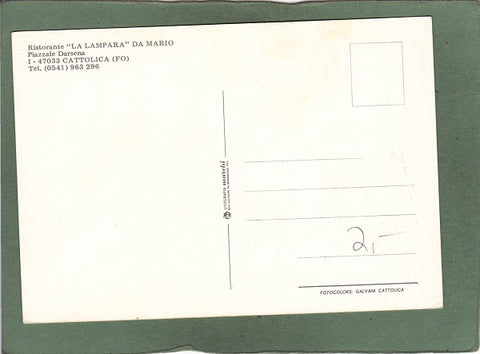 Ristorante "LA LAMPARA" DA MARIO
Piazzale Darsena
I - 47033 CATTOLICA (FO)
Tel. (0541) 963 296
2,-
FOTOCOLORS: GALVANI CATTOLICA